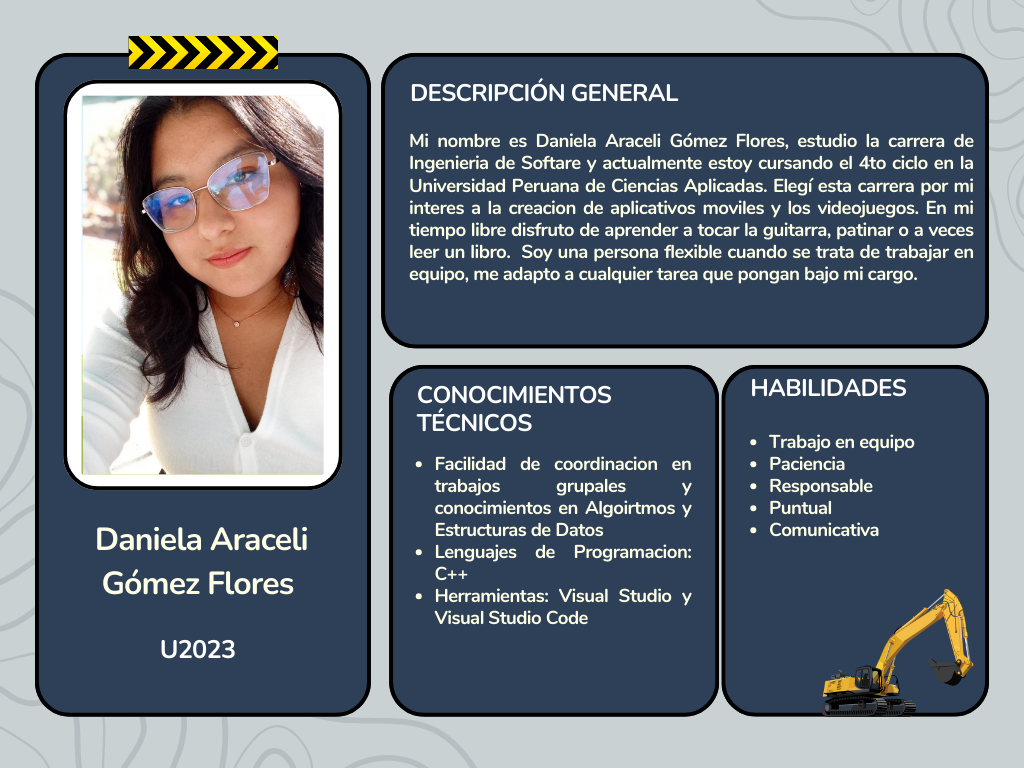 Daniela Araceli
Gómez Flores
U2023
DESCRIPCIÓN GENERAL
Mi nombre es Daniela Araceli Gómez Flores, estudio la carrera de
Ingenieria de Softare y actualmente estoy cursando el 4to ciclo en la
Universidad Peruana de Ciencias Aplicadas. Elegí esta carrera por mi
interes a la creacion de aplicativos moviles y los videojuegos. En mi
tiempo libre disfruto de aprender a tocar la guitarra, patinar o a veces
leer un libro. Soy una persona flexible cuando se trata de trabajar en
equipo, me adapto a cualquier tarea que pongan bajo mi cargo.
CONOCIMIENTOS
TÉCNICOS
• Facilidad de coordinacion en
trabajos grupales y
conocimientos en Algoirtmos y
Estructuras de Datos
• Lenguajes de Programacion:
C++
• Herramientas: Visual Studio y
Visual Studio Code
HABILIDADES
• Trabajo en equipo
• Paciencia
• Responsable
• Puntual
• Comunicativa